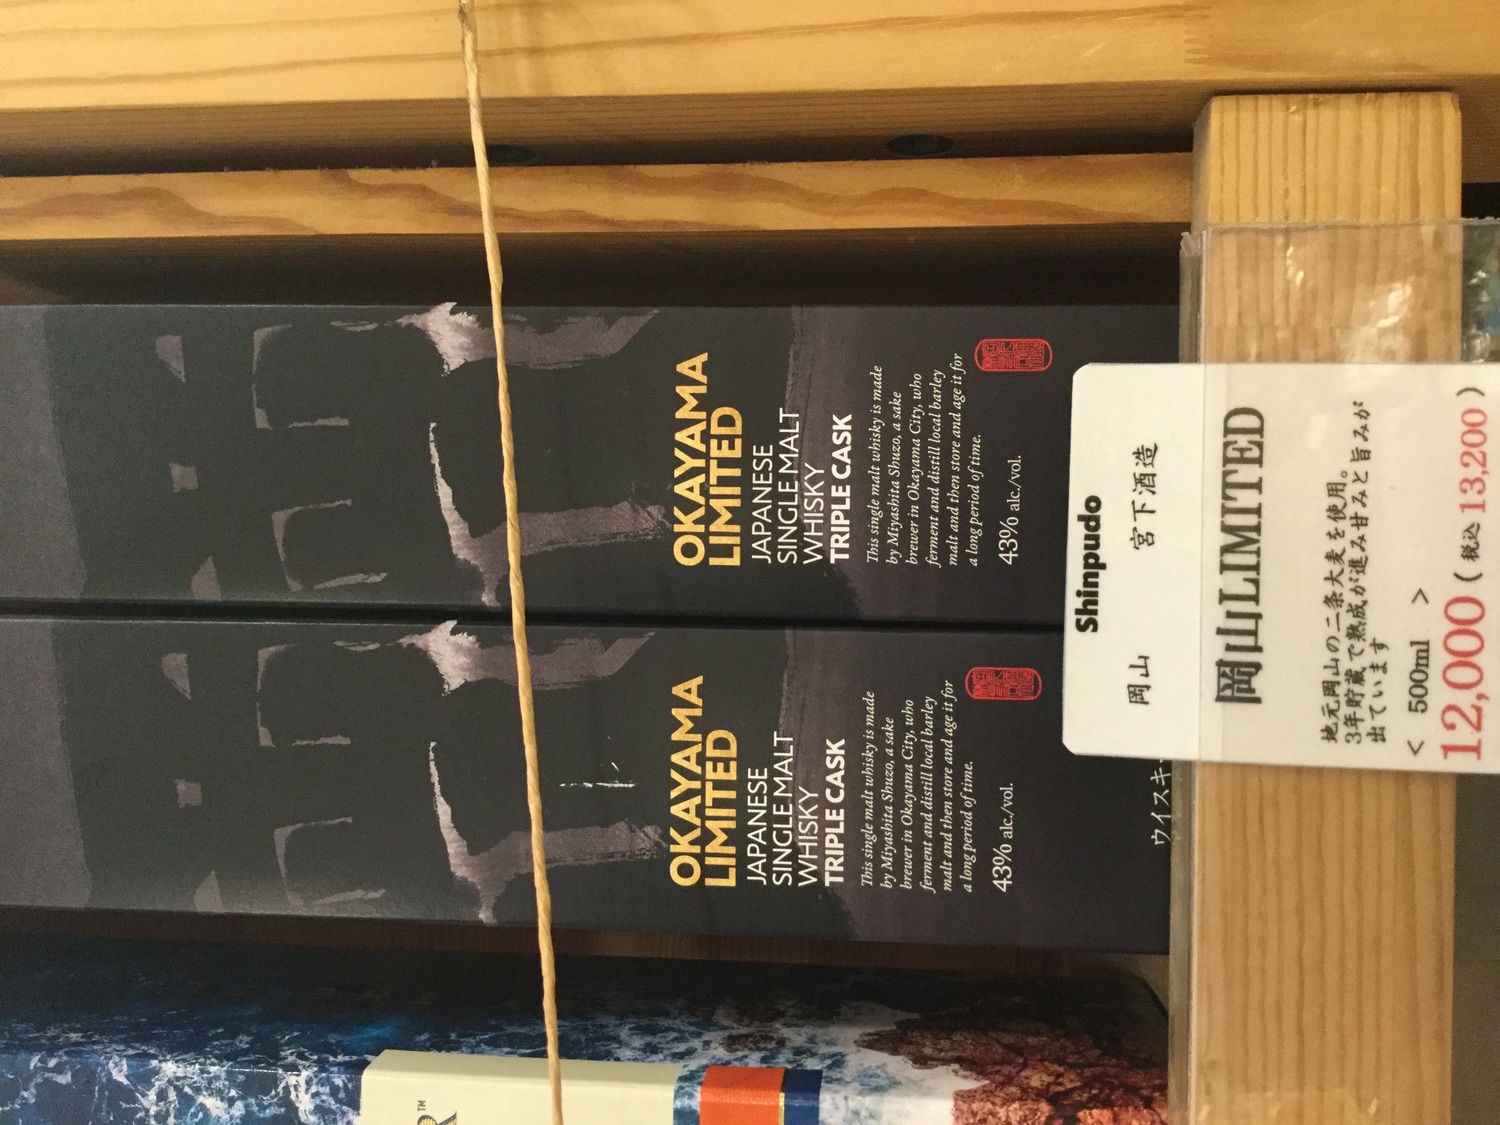 OKAYAMA
LIMITED
JAPANESE
SINGLE MALT
WHISKY
TRIPLE CASK
This single malt whisky is made
by Miyashita Shuzo, a sake
brewer in Okayama City, who
ferment and distill local barley
malt and then store and age it for
a long period of time.
43% alc./vol.
ウイスキー
OKAYAMA
LIMITED
JAPANESE
SINGLE MALT
WHISKY
TRIPLE CASK
This single malt whisky is made
by Miyashita Shuzo, a sake
brewer in Okayama City, who
ferment and distill local barley
malt and then store and age it for
a long period of time.
43% alc./vol.
Shinpudo
岡山 宮下酒造
岡山LIMITED
地元岡山の二条大麦を使用。
3年貯蔵で熟成が進み甘みと旨みが
出ています
< 500ml >
12,000 ( 税込 13,200 )
R™